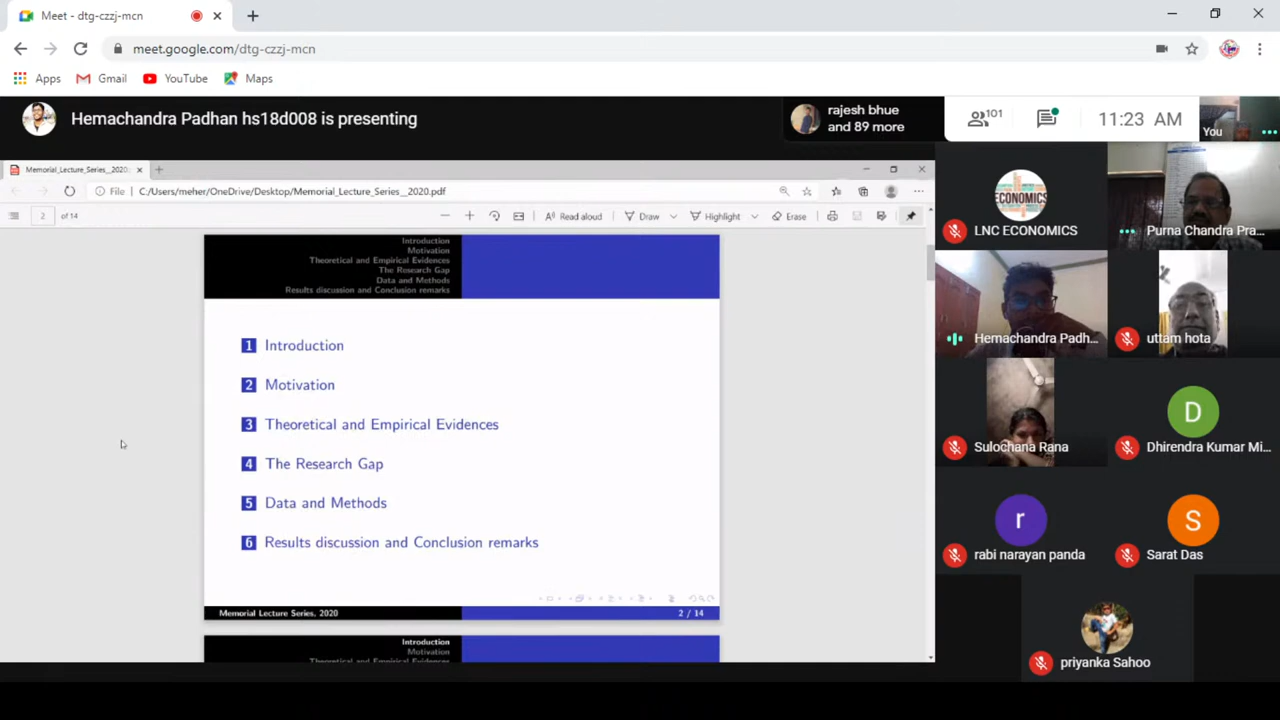 Meet - dtg-czzj-mcn
meet.google.com/dtg-czzj-mcn
Apps Gmail YouTube Maps
Hemachandra Padhan hs18d008 is presenting
rajesh bhue
and 89 more
101
11:23 AM
You
Memorial_Lecture_Series__2020.
File C:/Users/meher/OneDrive/Desktop/Memorial_Lecture_Series__2020.pdf
2 of 14
Read aloud Draw Highlight Erase
Introduction
Motivation
Theoretical and Empirical Evidences
The Research Gap
Data and Methods
Results discussion and Conclusion remarks
1 Introduction
2 Motivation
3 Theoretical and Empirical Evidences
4 The Research Gap
5 Data and Methods
6 Results discussion and Conclusion remarks
Memorial Lecture Series, 2020 2 / 14
Introduction
Motivation
Theoretical and Empirical Evidences
ECONOMICS
LNC ECONOMICS
Purna Chandra Pra...
Hemachandra Padh...
uttam hota
Sulochana Rana
D
Dhirendra Kumar Mi...
r
rabi narayan panda
S
Sarat Das
priyanka Sahoo